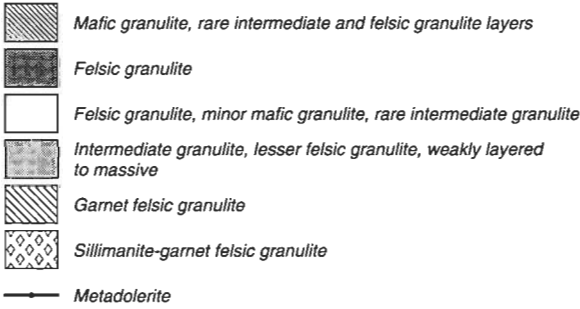 Mafic granulite, rare intermediate and felsic granulite layers
Felsic granulite
Felsic granulite, minor mafic granulite, rare intermediate granulite
Intermediate granulite, lesser felsic granulite, weakly layered
to massive
Garnet felsic granulite
Sillimanite-garnet felsic granulite
Metadolerite